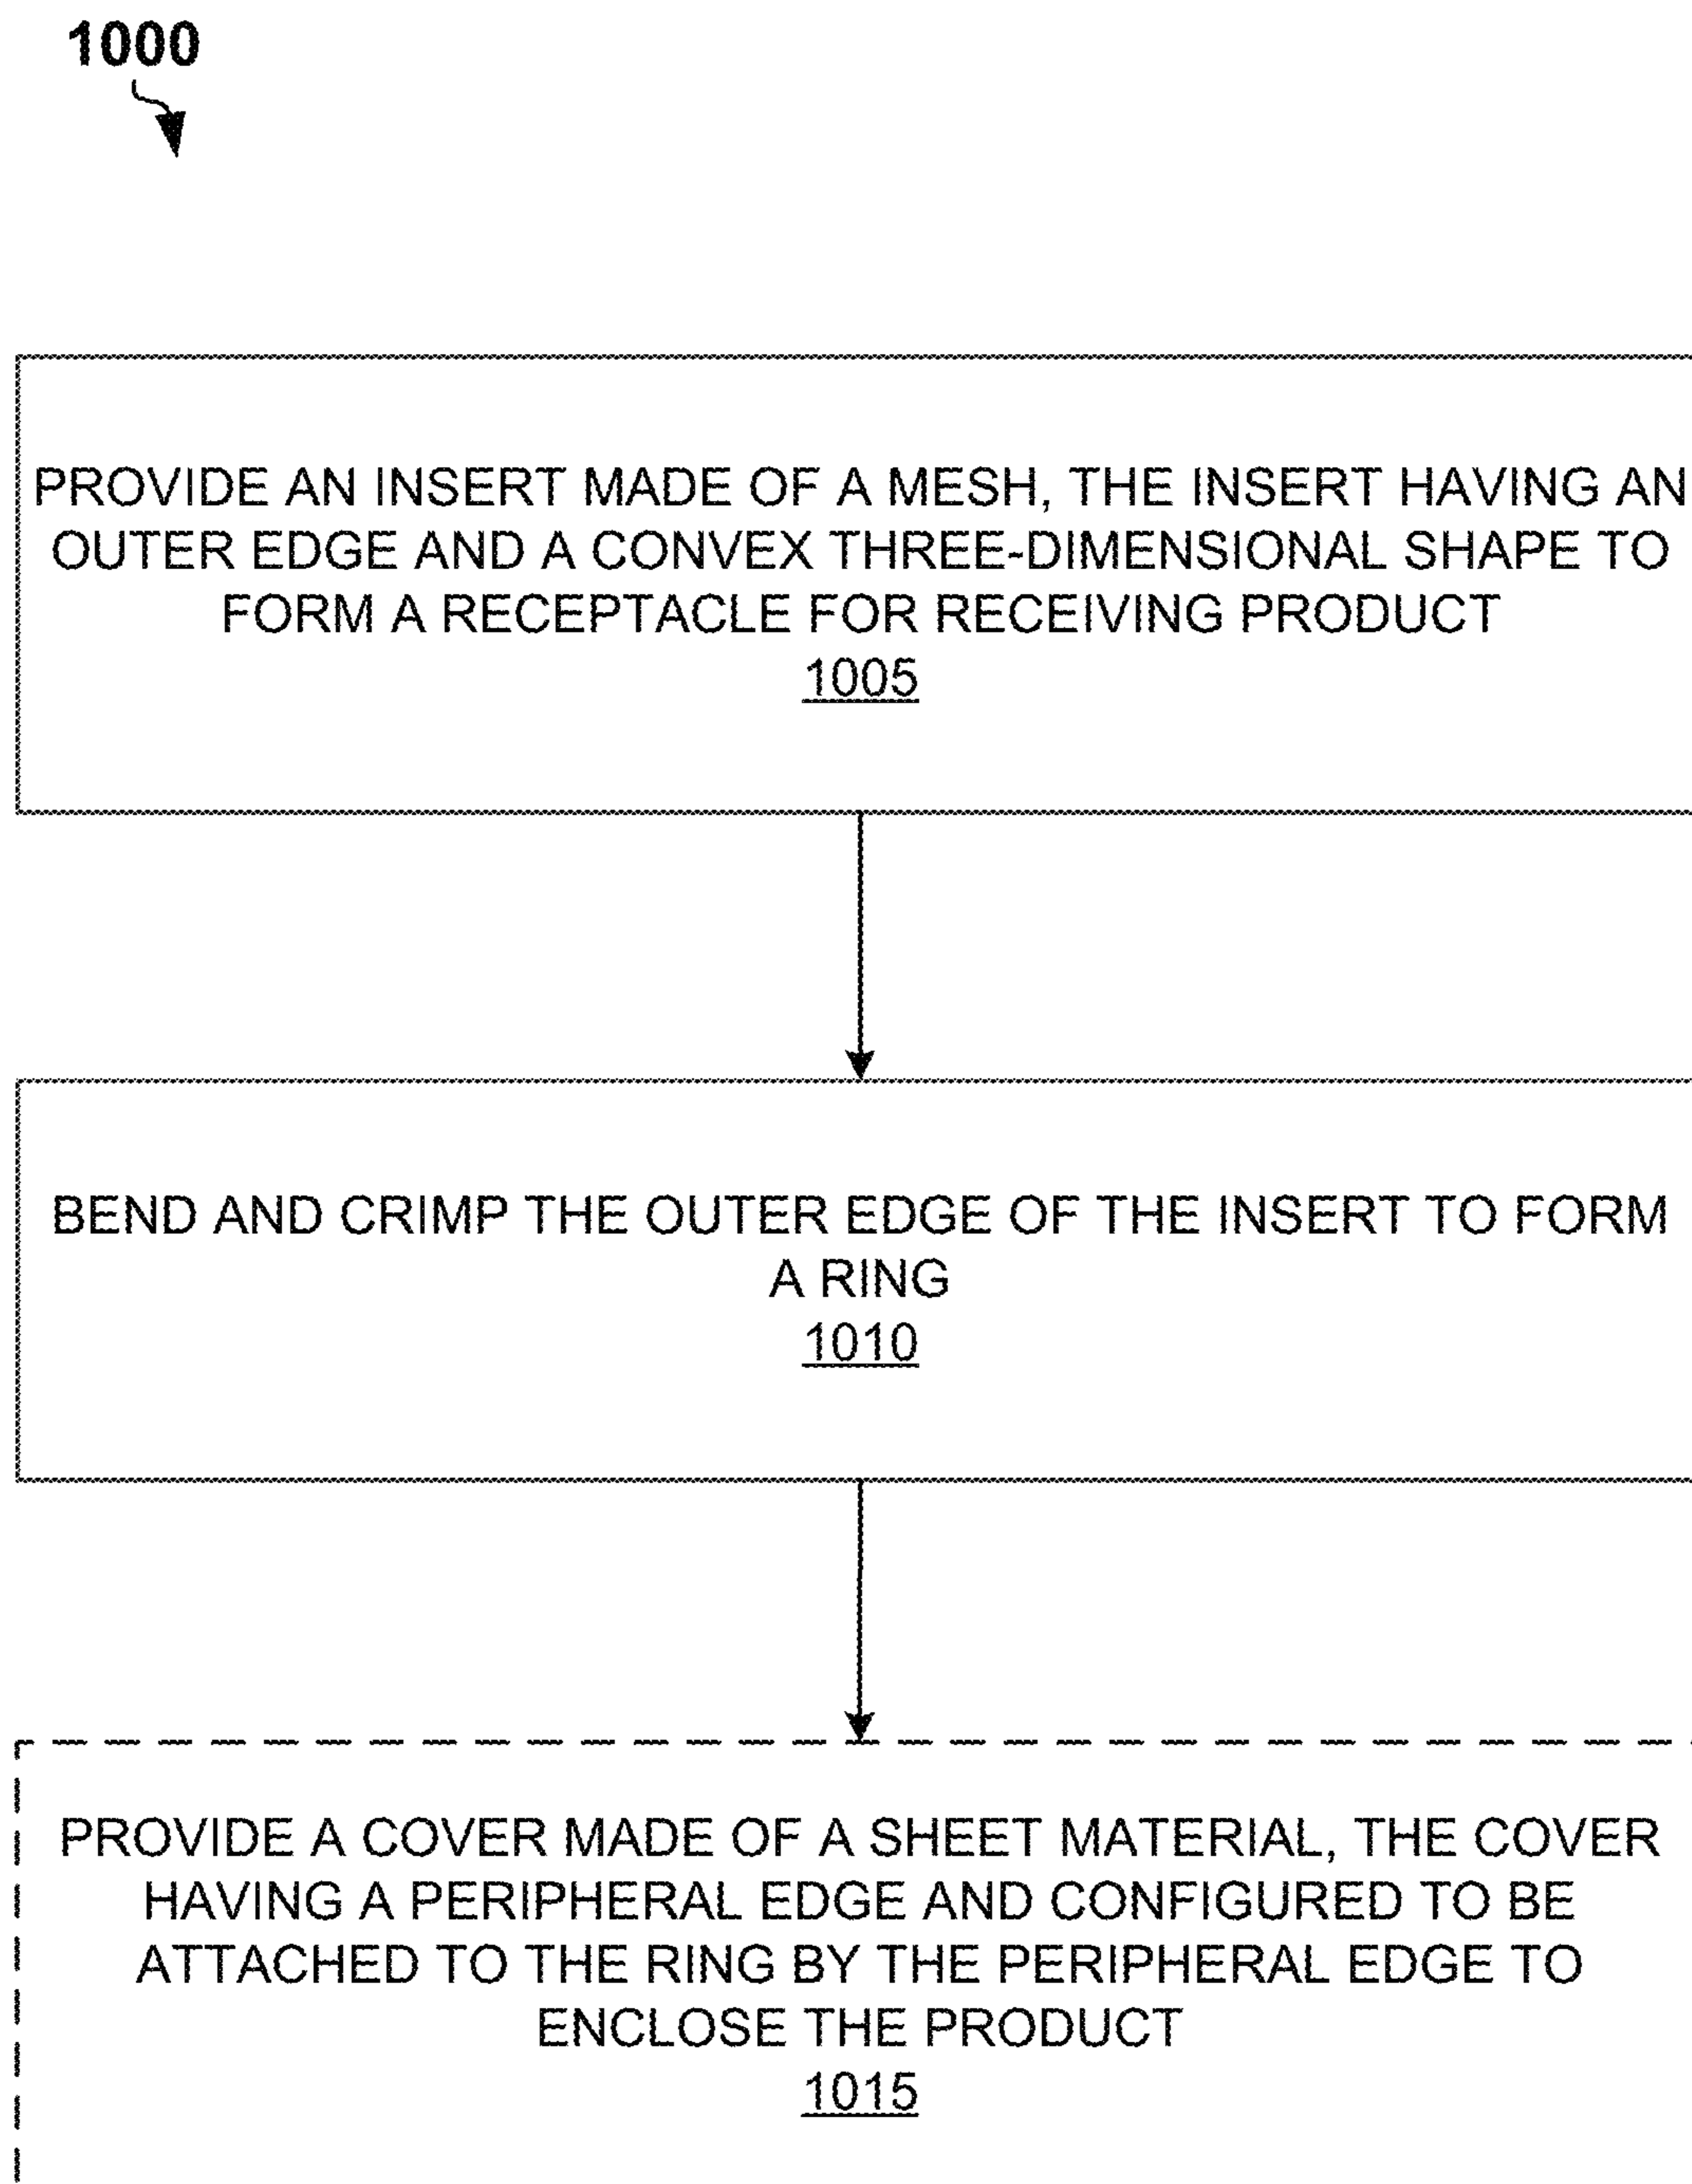 1000
PROVIDE AN INSERT MADE OF A MESH, THE INSERT HAVING AN
OUTER EDGE AND A CONVEX THREE-DIMENSIONAL SHAPE TO
FORM A RECEPTACLE FOR RECEIVING PRODUCT
1005
BEND AND CRIMP THE OUTER EDGE OF THE INSERT TO FORM
A RING
1010
PROVIDE A COVER MADE OF A SHEET MATERIAL, THE COVER
HAVING A PERIPHERAL EDGE AND CONFIGURED TO BE
ATTACHED TO THE RING BY THE PERIPHERAL EDGE TO
ENCLOSE THE PRODUCT
1015